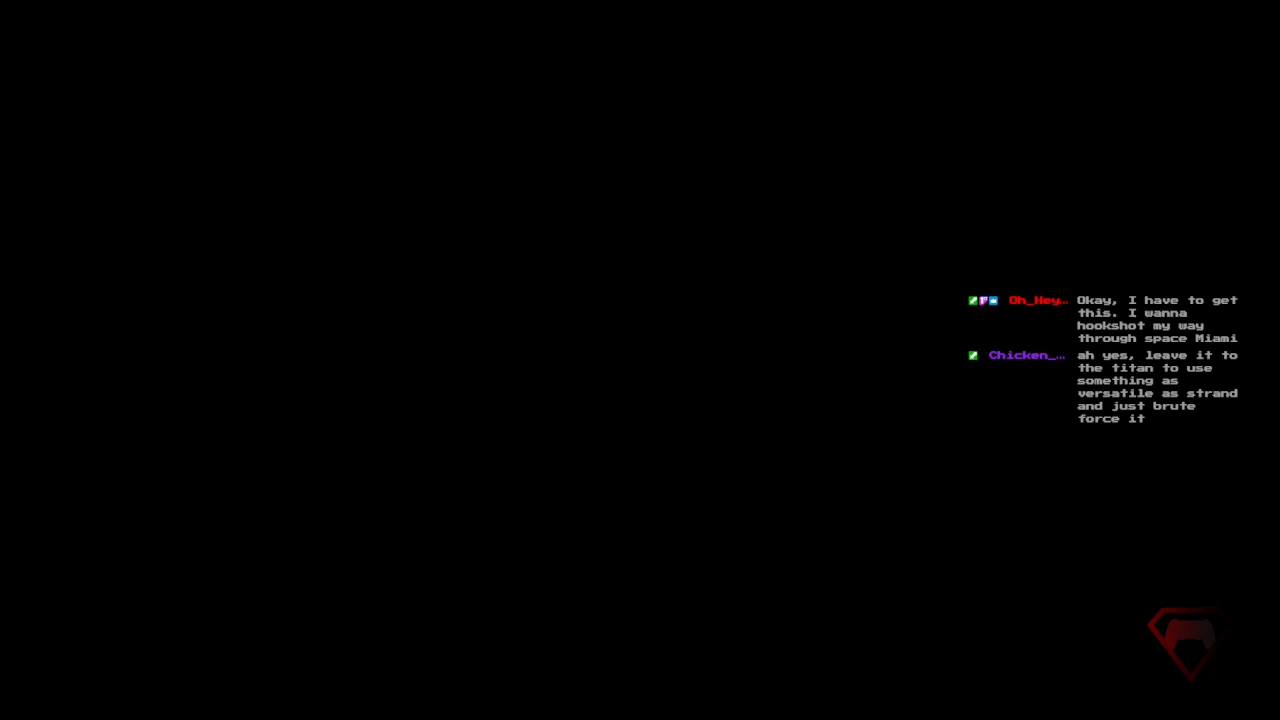 Oh_Hey… Okay, I have to get
this. I wanna
hookshot my way
through space Miami
Chicken_… ah yes, leave it to
the titan to use
something as
versatile as strand
and just brute
force it